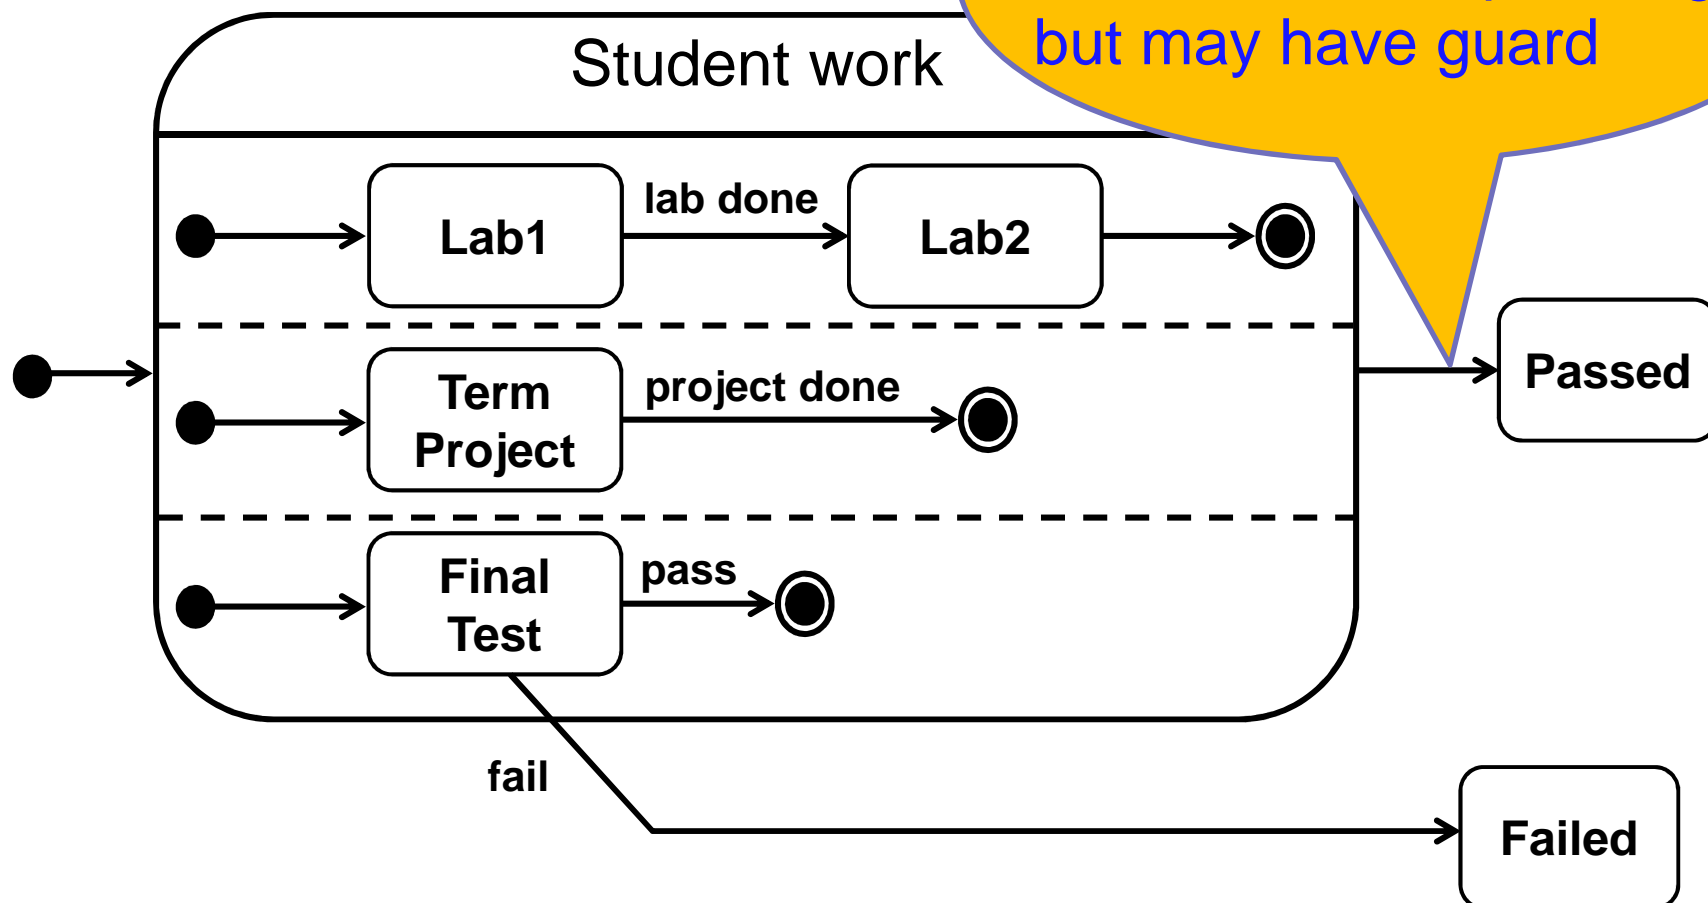 but may have guard
Student work
lab done
Lab1
Lab2
Term
Project
project done
Passed
Final
Test
pass
fail
Failed